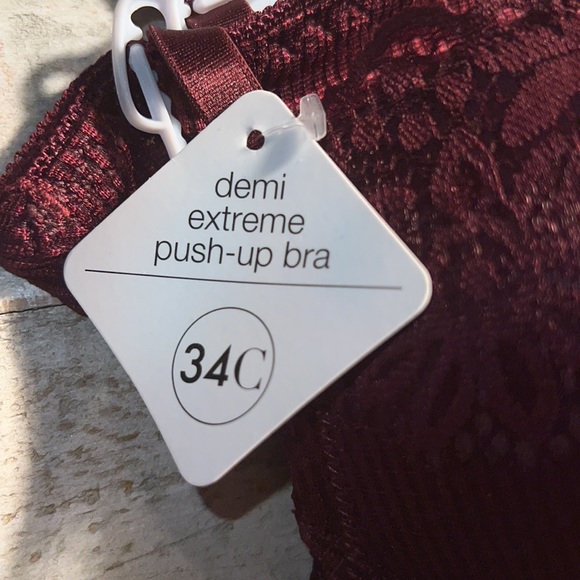 demi
extreme
push-up bra
34C